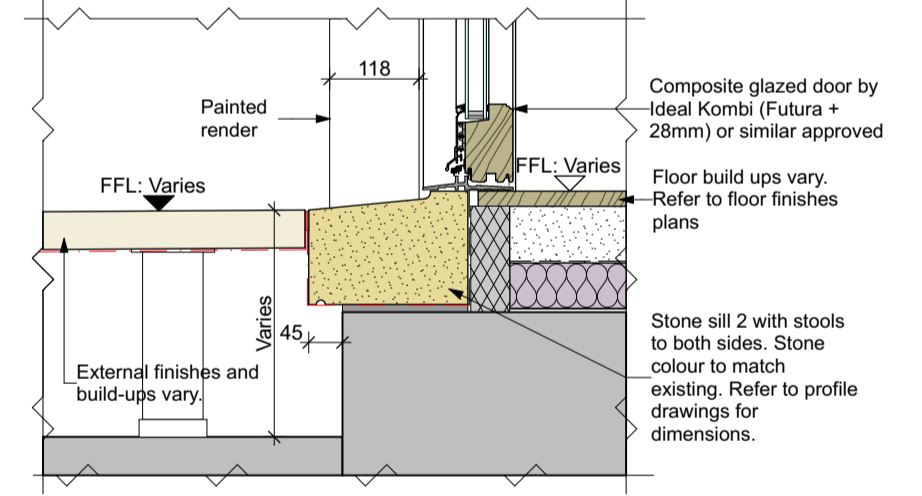 118
Painted
render
FFL: Varies
External finishes and
build-ups vary.
Varies
45
FFL: Varies
Composite glazed door by
Ideal Kombi (Futura +
28mm) or similar approved
Floor build ups vary.
Refer to floor finishes
plans
Stone sill 2 with stools
to both sides. Stone
colour to match
existing. Refer to profile
drawings for
dimensions.